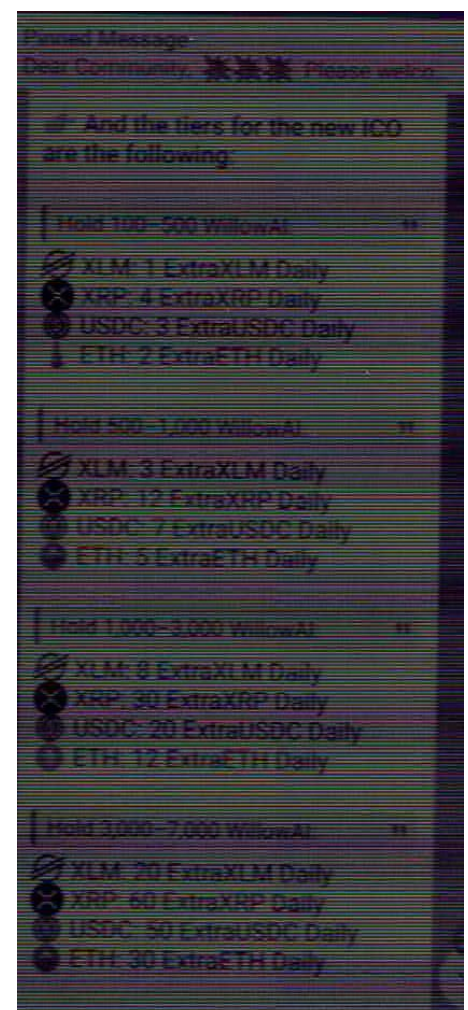 Pinned Message
Dear Community, Please welco
And the tiers for the new ICO
are the following:
Hold 100–500 WillowAI:
XLM: 1 ExtraXLM Daily
XRP: 4 ExtraXRP Daily
USDC: 3 ExtraUSDC Daily
ETH: 2 ExtraETH Daily
Hold 500–1,000 WillowAI:
XLM: 3 ExtraXLM Daily
XRP: 12 ExtraXRP Daily
USDC: 7 ExtraUSDC Daily
ETH: 5 ExtraETH Daily
Hold 1,000–3,000 WillowAI:
XLM: 8 ExtraXLM Daily
XRP: 30 ExtraXRP Daily
USDC: 20 ExtraUSDC Daily
ETH: 12 ExtraETH Daily
Hold 3,000–7,000 WillowAI:
XLM: 20 ExtraXLM Daily
XRP: 60 ExtraXRP Daily
USDC: 50 ExtraUSDC Daily
ETH: 30 ExtraETH Daily